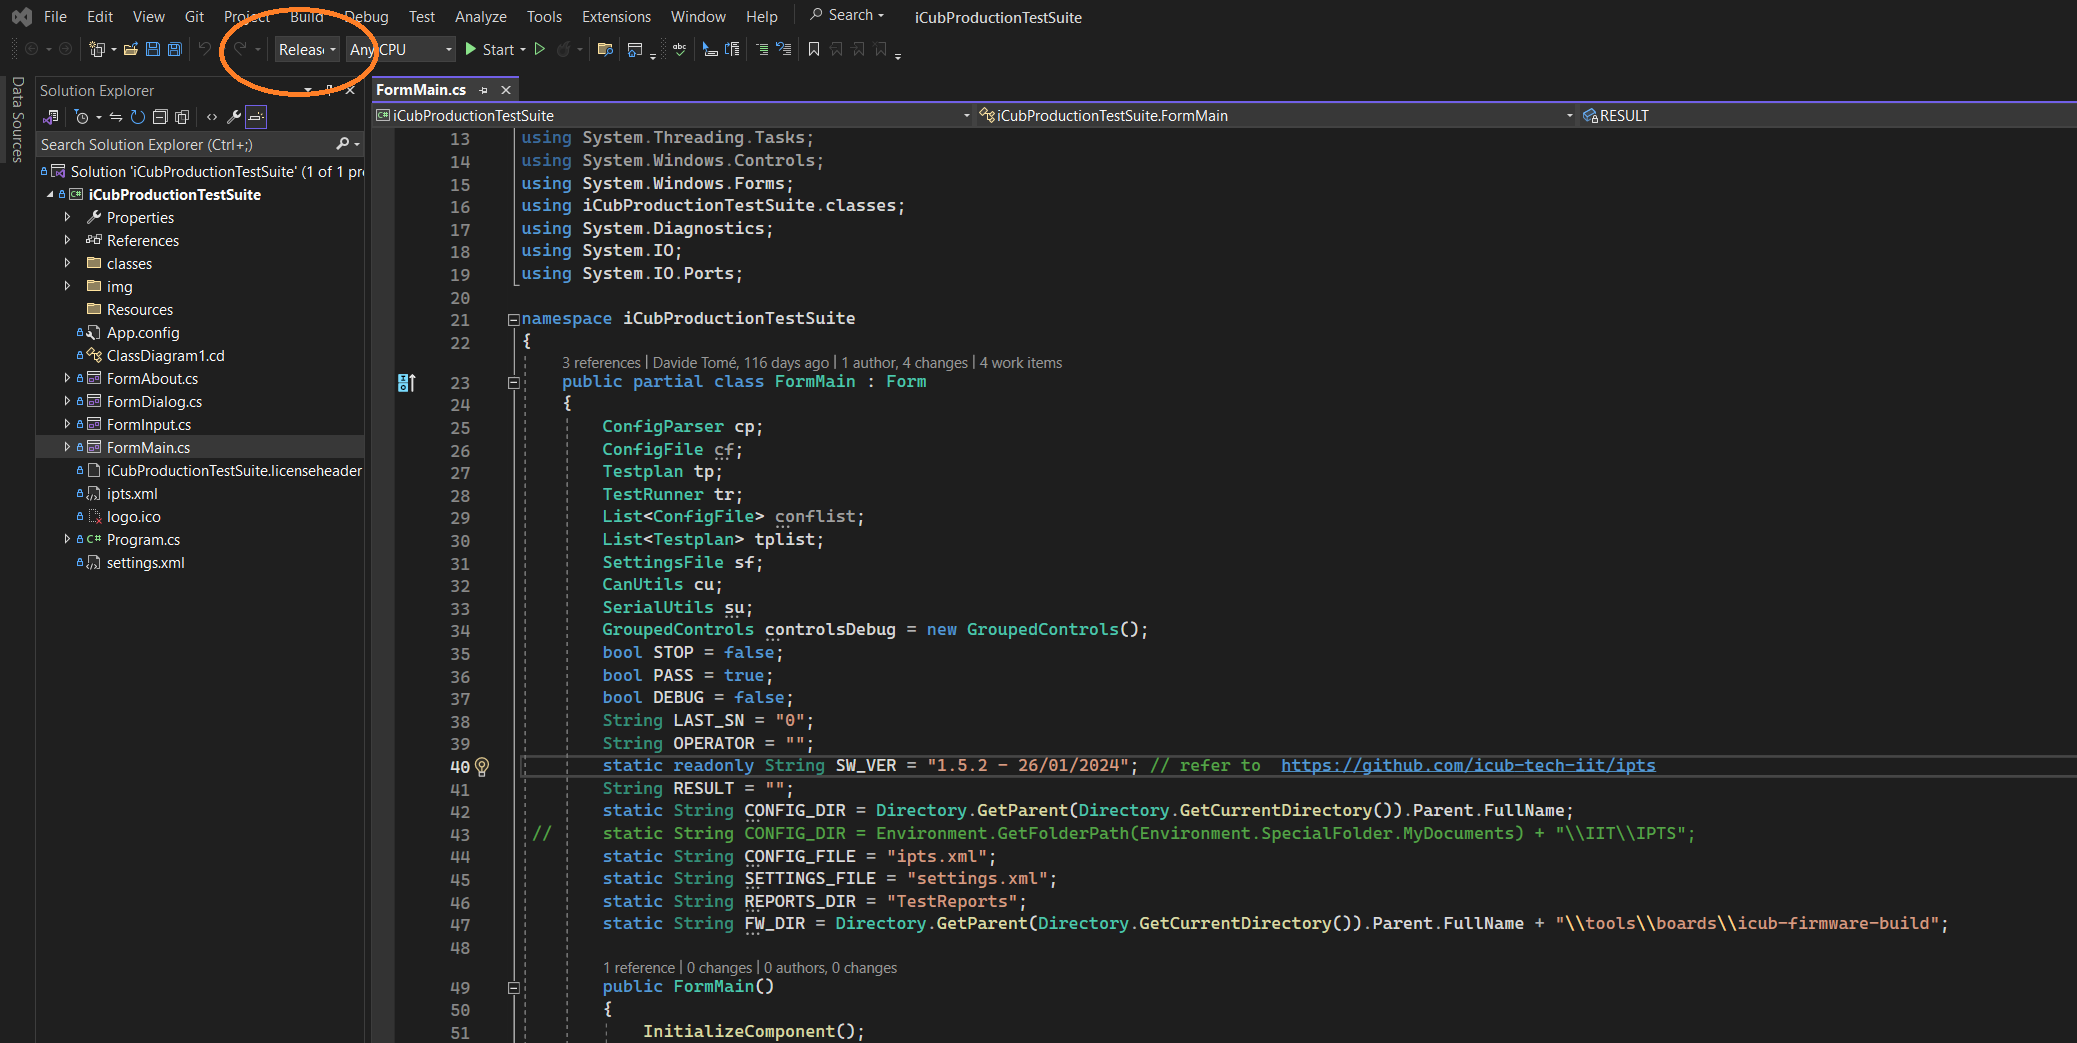 File Edit View Git Project Build Debug Test Analyze Tools Extensions Window Help Search iCubProductionTestSuite
Release Any CPU Start
Data Sources
Solution Explorer
Search Solution Explorer (Ctrl+;)
Solution 'iCubProductionTestSuite' (1 of 1 pr
iCubProductionTestSuite
Properties
References
classes
img
Resources
App.config
ClassDiagram1.cd
FormAbout.cs
FormDialog.cs
FormInput.cs
FormMain.cs
iCubProductionTestSuite.licenseheader
ipts.xml
logo.ico
Program.cs
settings.xml
FormMain.cs
iCubProductionTestSuite iCubProductionTestSuite.FormMain RESULT
13 using System.Threading.Tasks;
14 using System.Windows.Controls;
15 using System.Windows.Forms;
16 using iCubProductionTestSuite.classes;
17 using System.Diagnostics;
18 using System.IO;
19 using System.IO.Ports;
20
21 namespace iCubProductionTestSuite
22 {
3 references | Davide Tomé, 116 days ago | 1 author, 4 changes | 4 work items
23 public partial class FormMain : Form
24 {
25 ConfigParser cp;
26 ConfigFile cf;
27 Testplan tp;
28 TestRunner tr;
29 List<ConfigFile> conflist;
30 List<Testplan> tplist;
31 SettingsFile sf;
32 CanUtils cu;
33 SerialUtils su;
34 GroupedControls controlsDebug = new GroupedControls();
35 bool STOP = false;
36 bool PASS = true;
37 bool DEBUG = false;
38 String LAST_SN = "0";
39 String OPERATOR = "";
40 static readonly String SW_VER = "1.5.2 - 26/01/2024"; // refer to https://github.com/icub-tech-iit/ipts
41 String RESULT = "";
42 static String CONFIG_DIR = Directory.GetParent(Directory.GetCurrentDirectory()).Parent.FullName;
43 // static String CONFIG_DIR = Environment.GetFolderPath(Environment.SpecialFolder.MyDocuments) + "\\IIT\\IPTS";
44 static String CONFIG_FILE = "ipts.xml";
45 static String SETTINGS_FILE = "settings.xml";
46 static String REPORTS_DIR = "TestReports";
47 static String FW_DIR = Directory.GetParent(Directory.GetCurrentDirectory()).Parent.FullName + "\\tools\\boards\\icub-firmware-build";
48
1 reference | 0 changes | 0 authors, 0 changes
49 public FormMain()
50 {
51 InitializeComponent();